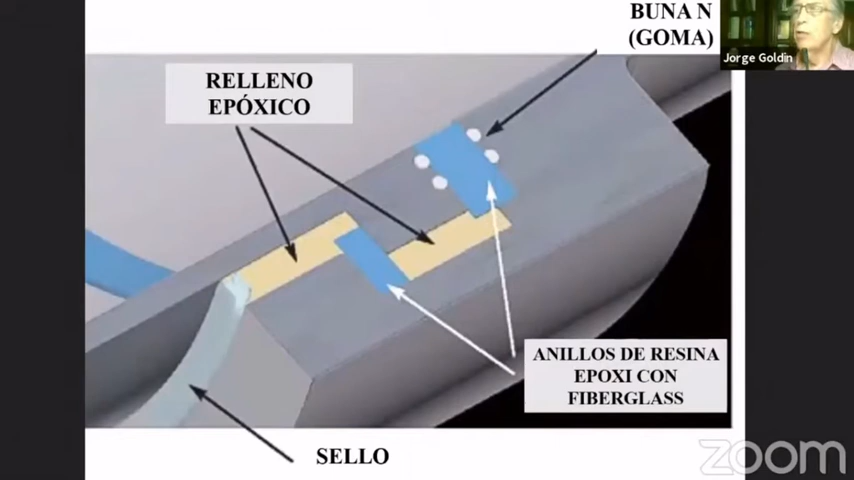 BUNA N
(GOMA)
Jorge Goldin
RELLENO
EPÓXICO
ANILLOS DE RESINA
EPOXI CON
FIBERGLASS
SELLO
zoom